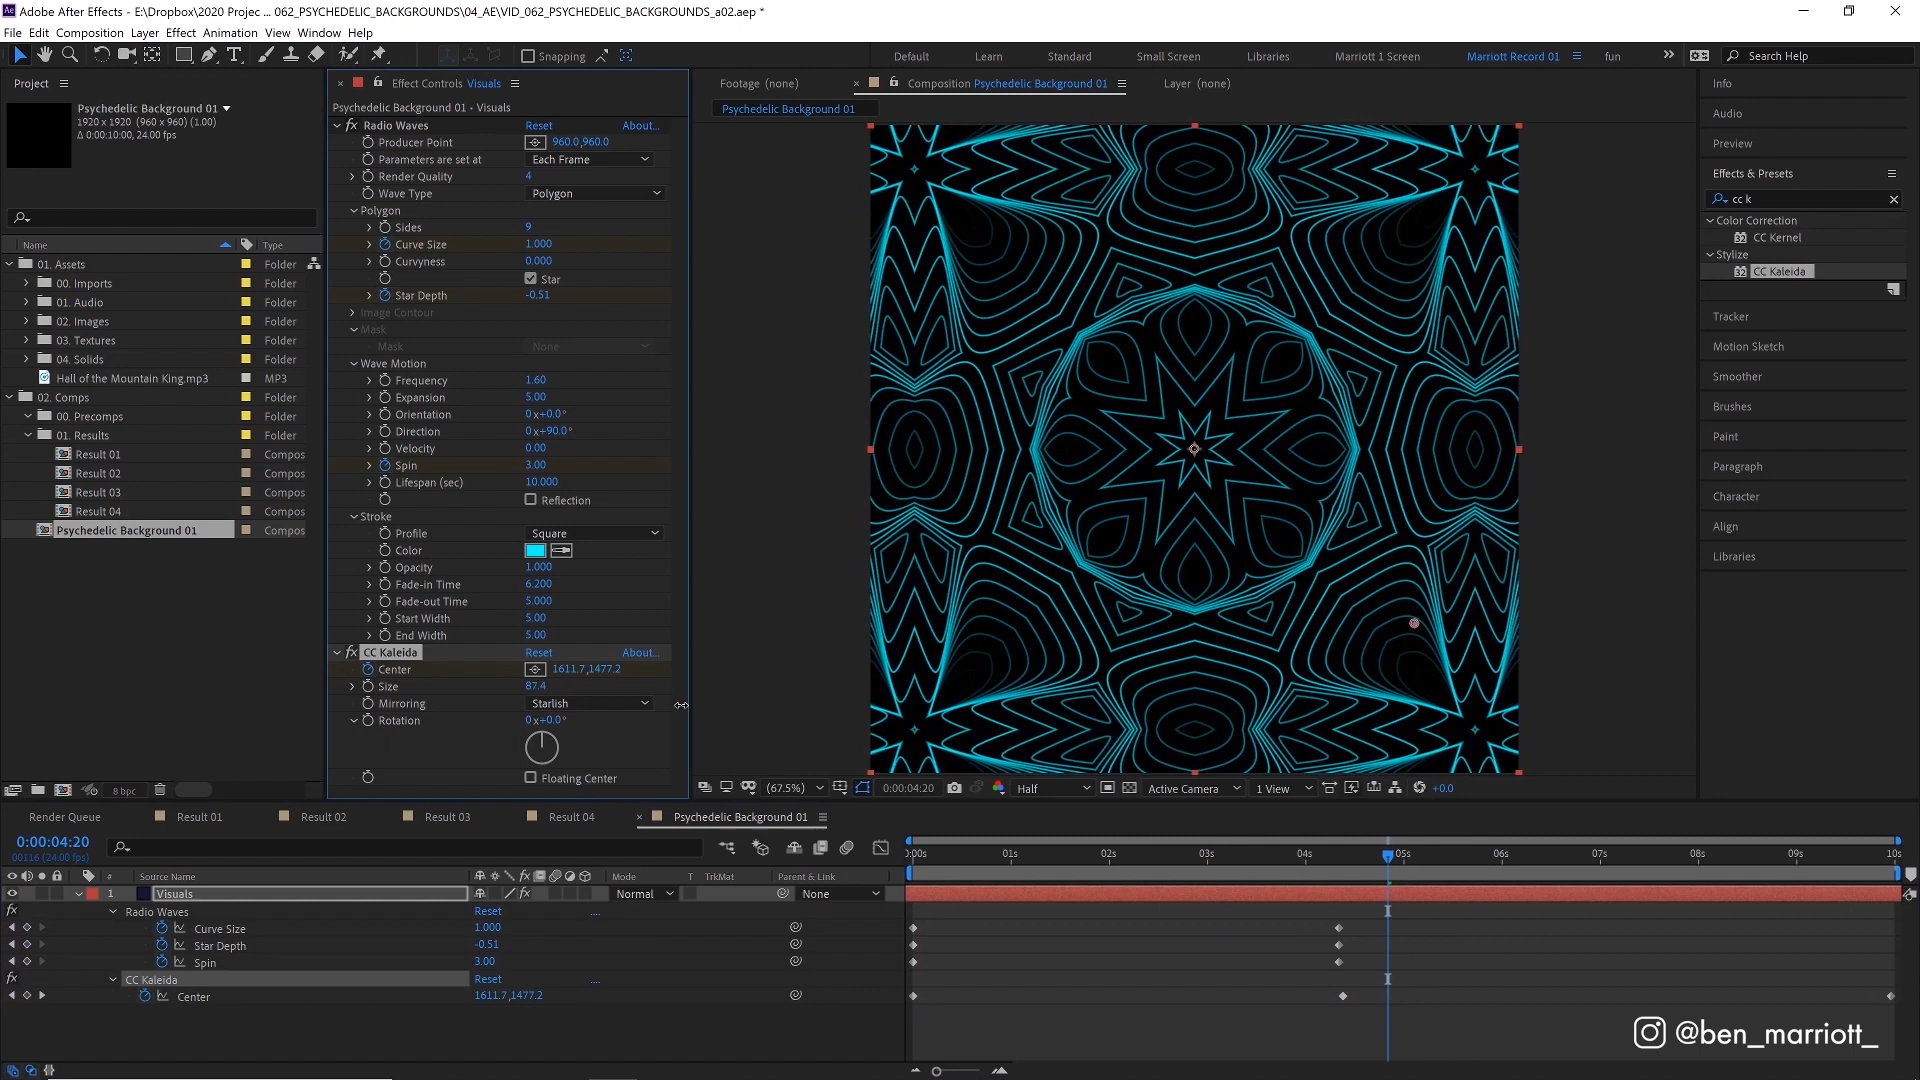 Adobe After Effects - E:\Dropbox\2020 Projec ... 062_PSYCHEDELIC_BACKGROUNDS\04_AE\VID_062_PSYCHEDELIC_BACKGROUNDS_a02.aep *
File Edit Composition Layer Effect Animation View Window Help
Snapping
Default Learn Standard Small Screen Libraries Marriott 1 Screen Marriott Record 01 fun Search Help
Project
Psychedelic Background 01
1920 x 1920 (960 x 960) (1.00)
Δ 0:00:10:00, 24.00 fps
Name Type
01. Assets Folder
00. Imports Folder
01. Audio Folder
02. Images Folder
03. Textures Folder
04. Solids Folder
Hall of the Mountain King.mp3 MP3
02. Comps Folder
00. Precomps Folder
01. Results Folder
Result 01 Compos
Result 02 Compos
Result 03 Compos
Result 04 Compos
Psychedelic Background 01 Compos
8 bpc
Effect Controls Visuals
Psychedelic Background 01 • Visuals
fx Radio Waves Reset About...
Producer Point 960.0,960.0
Parameters are set at Each Frame
Render Quality 4
Wave Type Polygon
Polygon
Sides 9
Curve Size 1.000
Curvyness 0.000
Star
Star Depth -0.51
Image Contour
Mask
Mask None
Wave Motion
Frequency 1.60
Expansion 5.00
Orientation 0x+0.0°
Direction 0x+90.0°
Velocity 0.00
Spin 3.00
Lifespan (sec) 10.000
Reflection
Stroke
Profile Square
Color
Opacity 1.000
Fade-in Time 6.200
Fade-out Time 5.000
Start Width 5.00
End Width 5.00
fx CC Kaleida Reset About...
Center 1611.7,1477.2
Size 87.4
Mirroring Starlish
Rotation 0x+0.0°
Floating Center
Footage (none) Composition Psychedelic Background 01 Layer (none)
Psychedelic Background 01
(67.5%) 0:00:04:20 Half Active Camera 1 View +0.0
Info
Audio
Preview
Effects & Presets
cc k
Color Correction
CC Kernel
Stylize
CC Kaleida
Tracker
Motion Sketch
Smoother
Brushes
Paint
Paragraph
Character
Align
Libraries
Render Queue Result 01 Result 02 Result 03 Result 04 Psychedelic Background 01
0:00:04:20
00116 (24.00 fps)
0:00s 01s 02s 03s 04s 05s 06s 07s 08s 09s 10s
# Source Name Mode T TrkMat Parent & Link
1 Visuals Normal None
fx Radio Waves Reset ....
Curve Size 1.000
Star Depth -0.51
Spin 3.00
fx CC Kaleida Reset ....
Center 1611.7,1477.2
@ben_marriott_